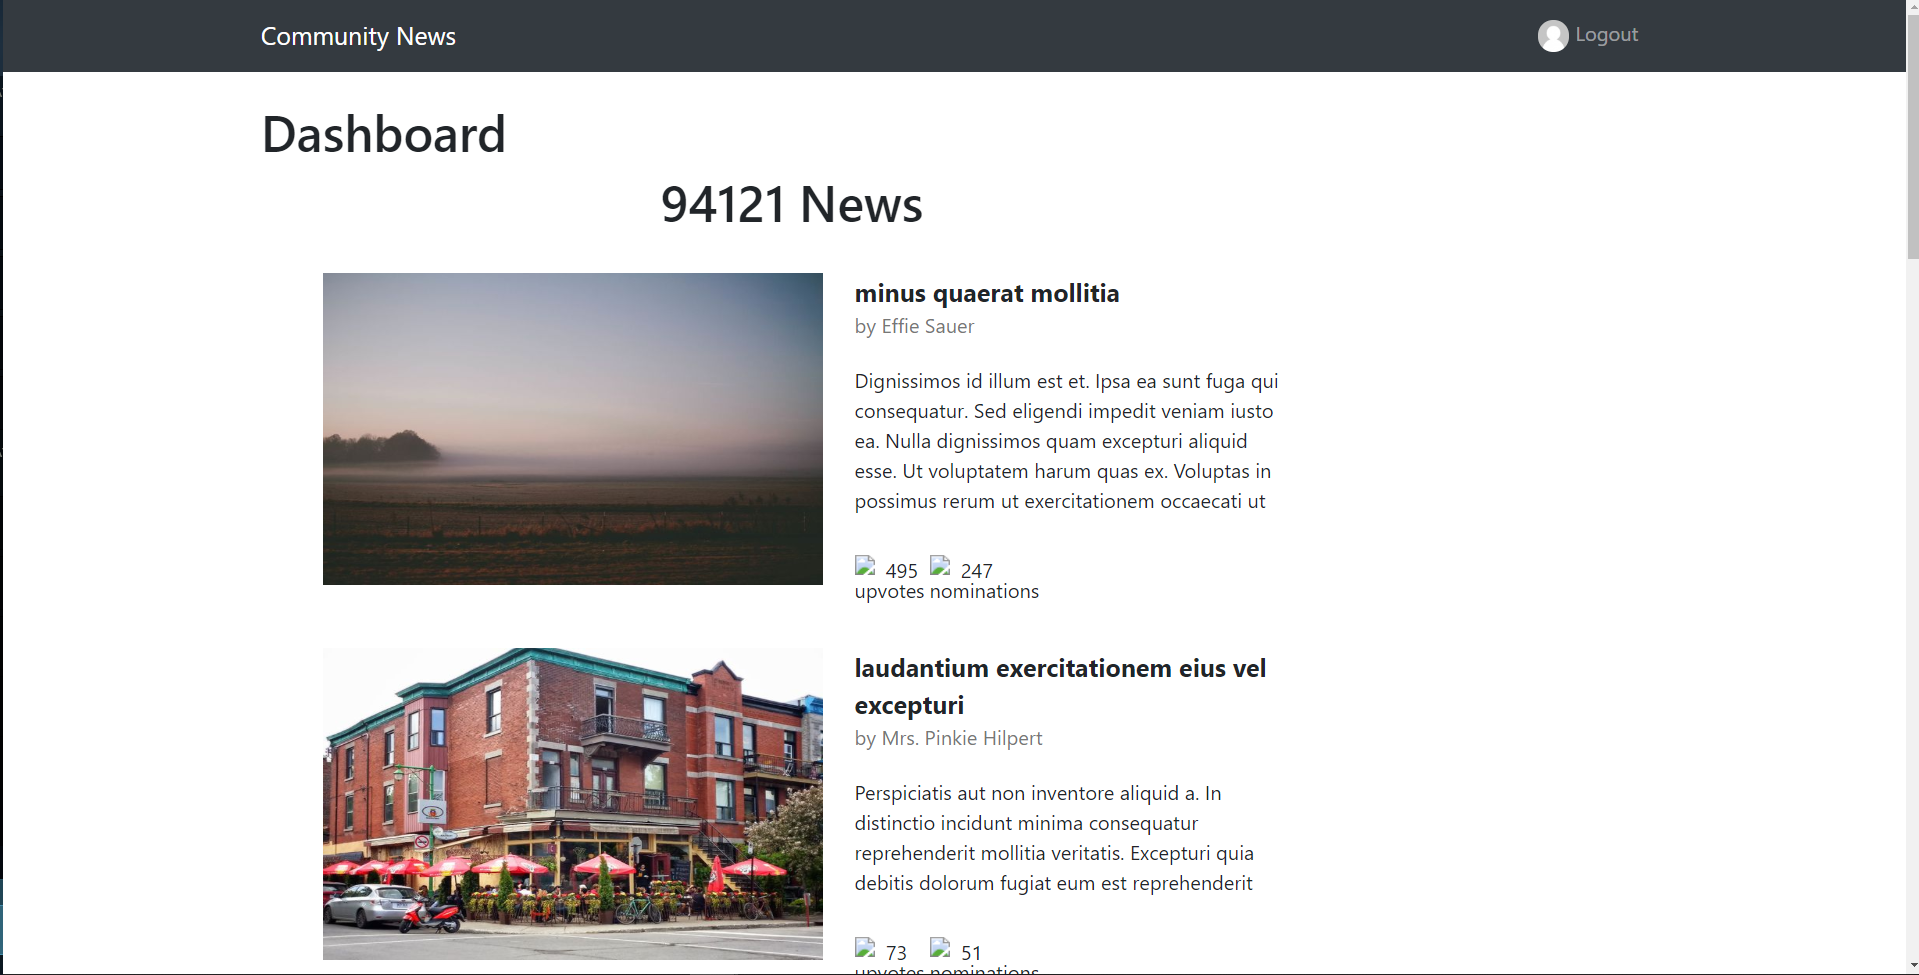 Community News
Logout
Dashboard
94121 News
minus quaerat mollitia
by Effie Sauer
Dignissimos id illum est et. Ipsa ea sunt fuga qui
consequatur. Sed eligendi impedit veniam iusto
ea. Nulla dignissimos quam excepturi aliquid
esse. Ut voluptatem harum quas ex. Voluptas in
possimus rerum ut exercitationem occaecati ut
495 247
upvotes nominations
laudantium exercitationem eius vel
excepturi
by Mrs. Pinkie Hilpert
Perspiciatis aut non inventore aliquid a. In
distinctio incidunt minima consequatur
reprehenderit mollitia veritatis. Excepturi quia
debitis dolorum fugiat eum est reprehenderit
73 51
upvotes nominations